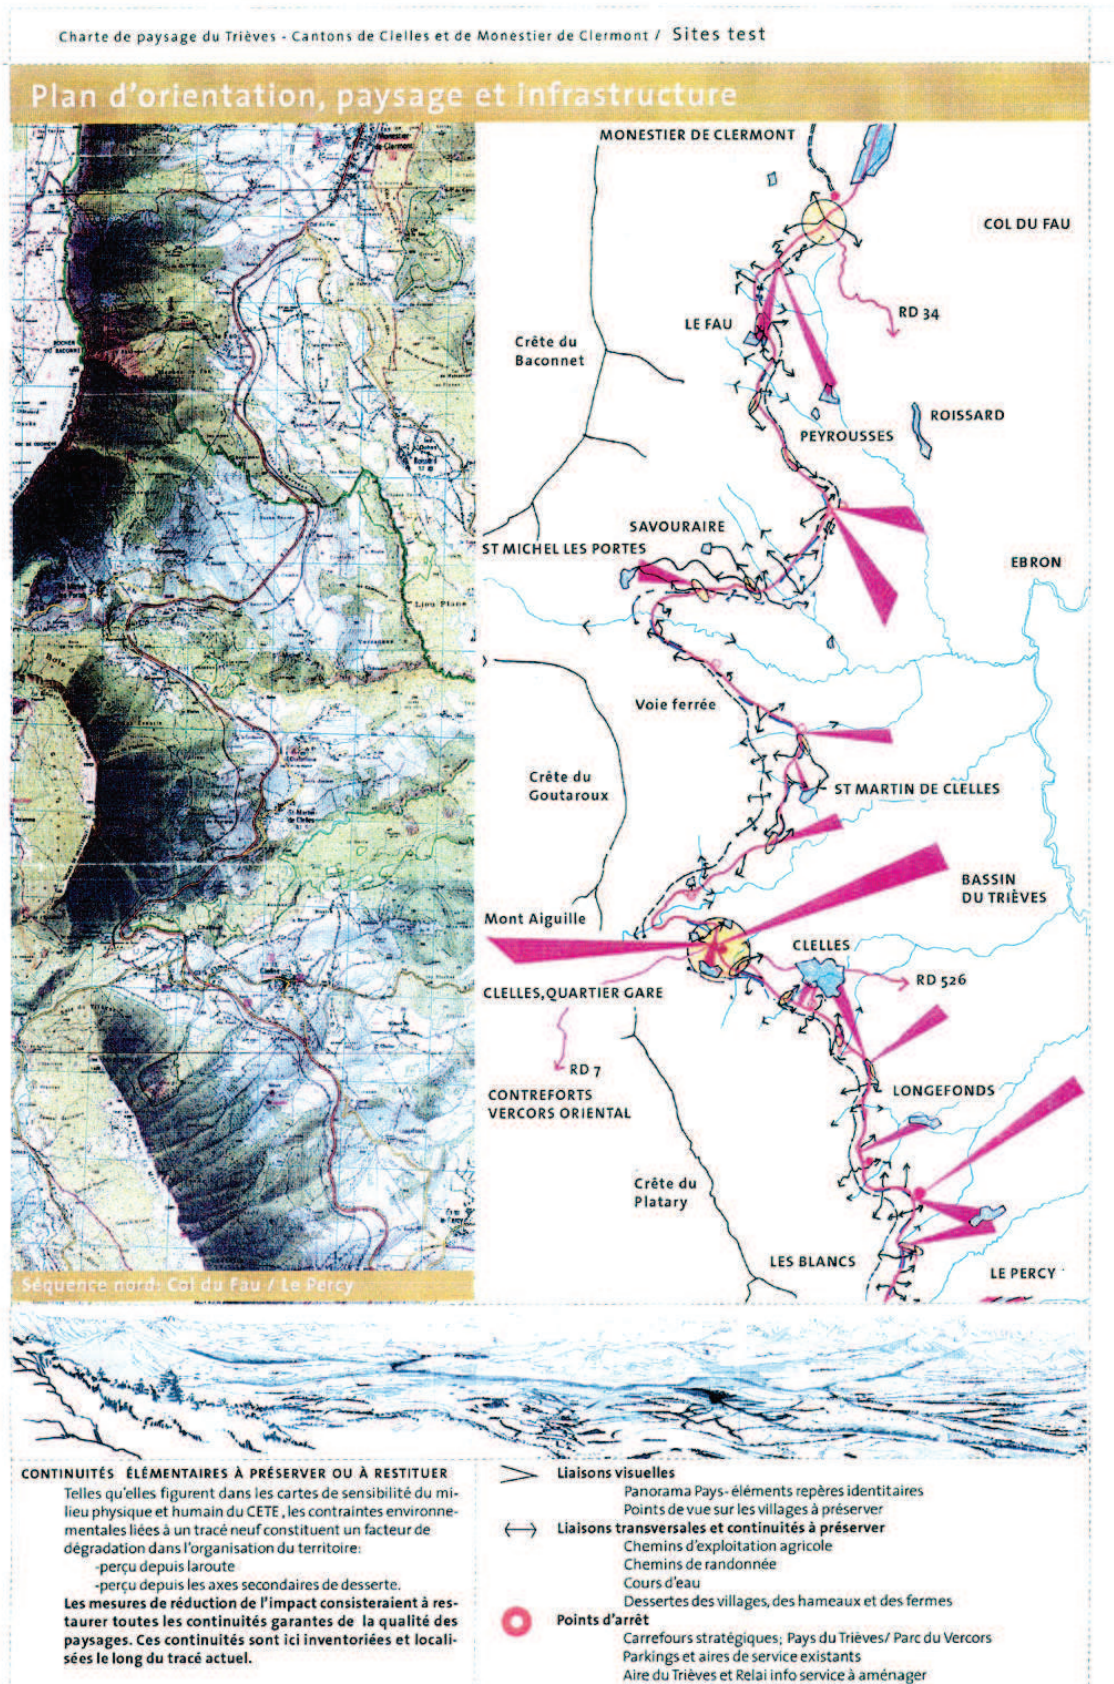 Charte de paysage du Trièves - Cantons de Clelles et de Monestier de Clermont / Sites test
Plan d'orientation, paysage et infrastructure
MONESTIER DE CLERMONT
COL DU FAU
RD 34
LE FAU
Crête du
Baconnet
ROISSARD
PEYROUSSES
SAVOURAIRE
ST MICHEL LES PORTES
EBRON
Voie ferrée
Crête du
Goutaroux
ST MARTIN DE CLELLES
BASSIN
DU TRIÈVES
Mont Aiguille
CLELLES
RD 526
CLELLES, QUARTIER GARE
RD 7
CONTREFORTS
VERCORS ORIENTAL
LONGEFONDS
Crête du
Platary
LES BLANCS
LE PERCY
Séquence nord: Col du Fau / Le Percy
CONTINUITÉS ÉLÉMENTAIRES À PRÉSERVER OU À RESTITUER
Telles qu'elles figurent dans les cartes de sensibilité du mi-
lieu physique et humain du CETE, les contraintes environne-
mentales liées à un tracé neuf constituent un facteur de
dégradation dans l'organisation du territoire:
-perçu depuis laroute
-perçu depuis les axes secondaires de desserte.
Les mesures de réduction de l'impact consisteraient à res-
taurer toutes les continuités garantes de la qualité des
paysages. Ces continuités sont ici inventoriées et locali-
sées le long du tracé actuel.
Liaisons visuelles
Panorama Pays- éléments repères identitaires
Points de vue sur les villages à préserver
Liaisons transversales et continuités à préserver
Chemins d'exploitation agricole
Chemins de randonnée
Cours d'eau
Dessertes des villages, des hameaux et des fermes
Points d'arrêt
Carrefours stratégiques; Pays du Trièves/ Parc du Vercors
Parkings et aires de service existants
Aire du Trièves et Relai info service à aménager